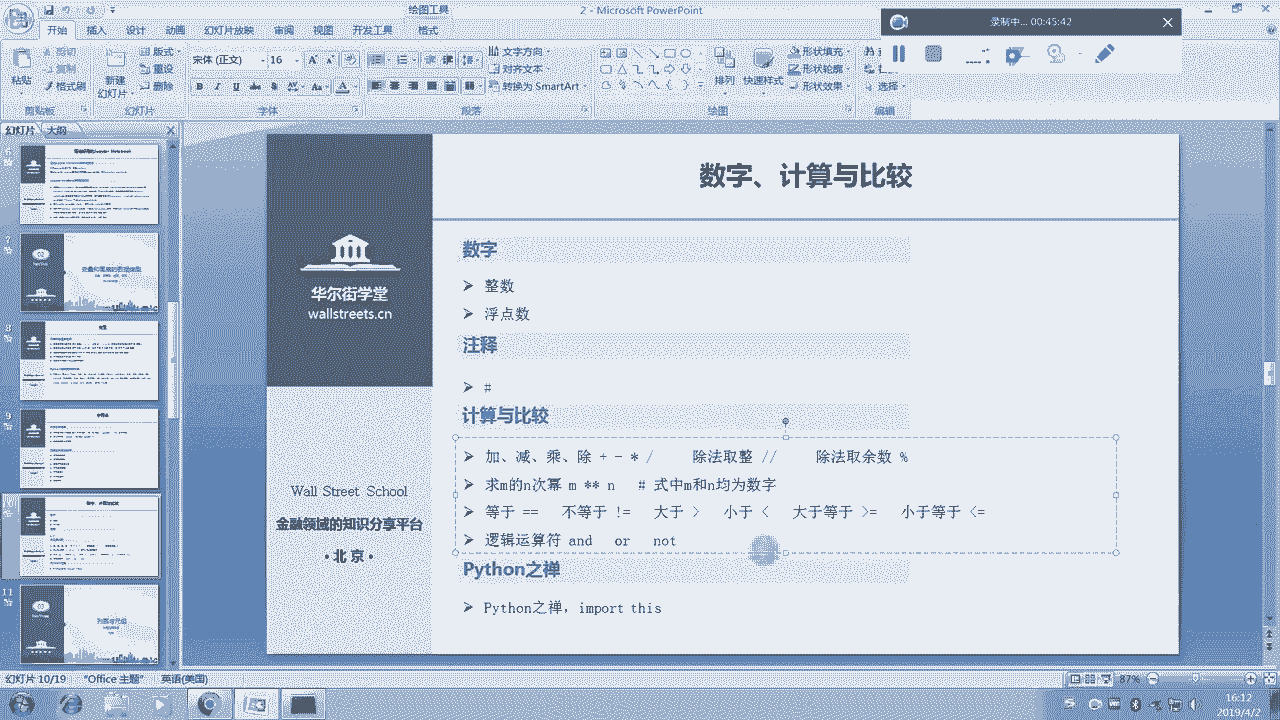 绘图工具
2 - Microsoft PowerPoint
录制中... 00:45:42
开始 插入 设计 动画 幻灯片放映 审阅 视图 开发工具 格式
粘贴
剪切
复制
格式刷
剪贴板
新建
幻灯片
版式
重设
删除
幻灯片
宋体 (正文) 16
字体
文字方向
对齐文本
转换为 SmartArt
段落
排列
快速样式
形状填充
形状轮廓
形状效果
绘图
选择
编辑
幻灯片 大纲
7
8
9
11
华尔街学堂
wallstreets.cn
Wall Street School
金融领域的知识分享平台
·北 京·
数字、计算与比较
数字
整数
浮点数
注释
#
计算与比较
加、减、乘、除 + - * / 除法取整 / 除法取余数 %
求m的n次幂 m ** n # 式中m和n均为数字
等于 == 不等于 != 大于 > 小于 < 大于等于 >= 小于等于 <=
逻辑运算符 and or not
Python之禅
Python之禅，import this
幻灯片 10/19 "Office 主题" 英语(美国)
87%
16:12
2019/4/2